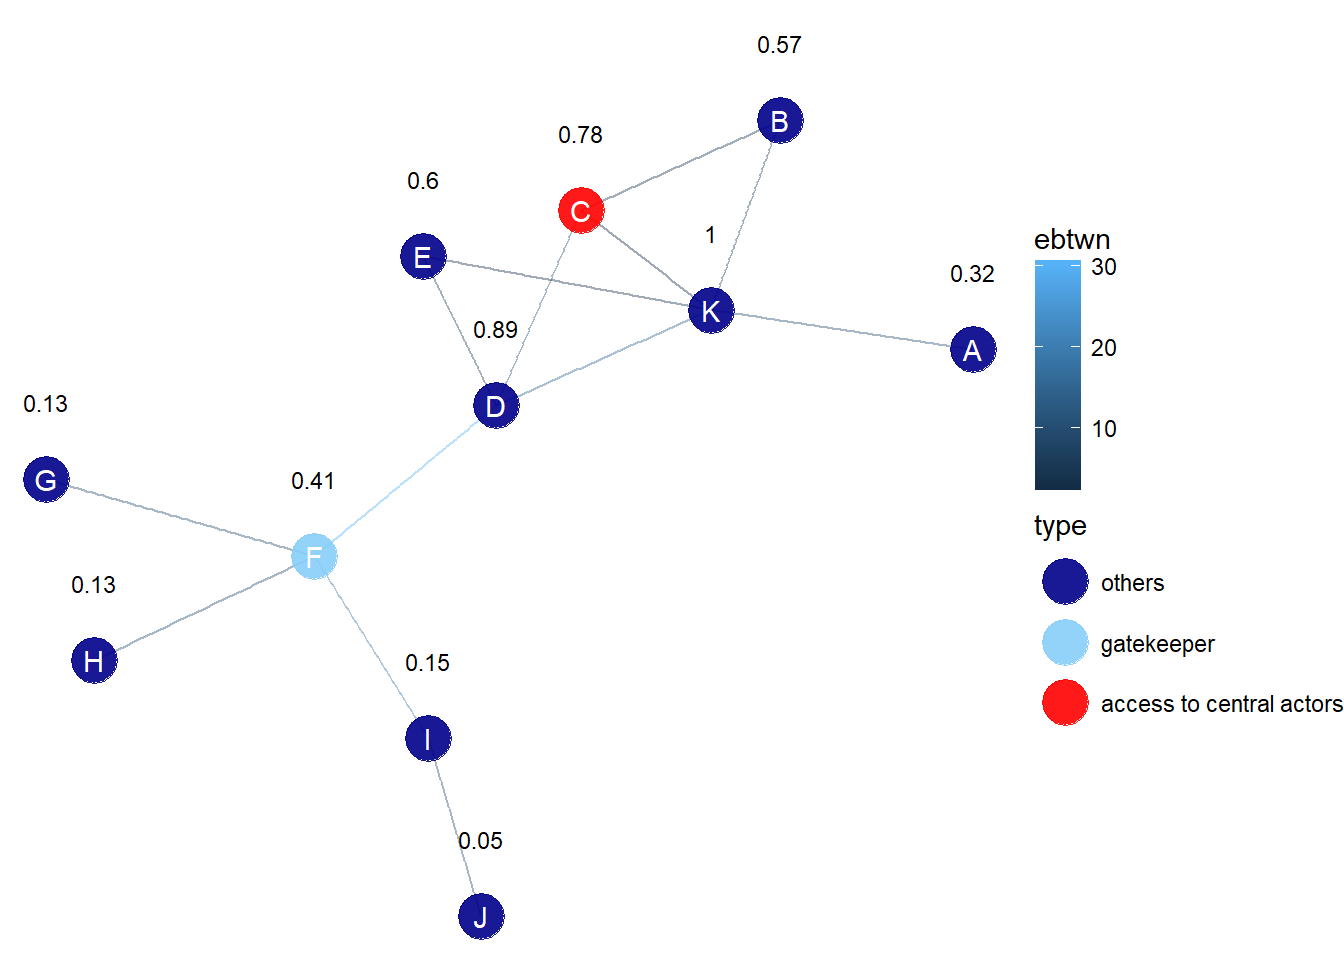 0.57
B
0.78
C
0.6
E
1
K
0.32
A
0.89
D
0.13
G
0.41
F
0.13
H
0.15
I
0.05
J
ebtwn
30
20
10
type
others
gatekeeper
access to central actors